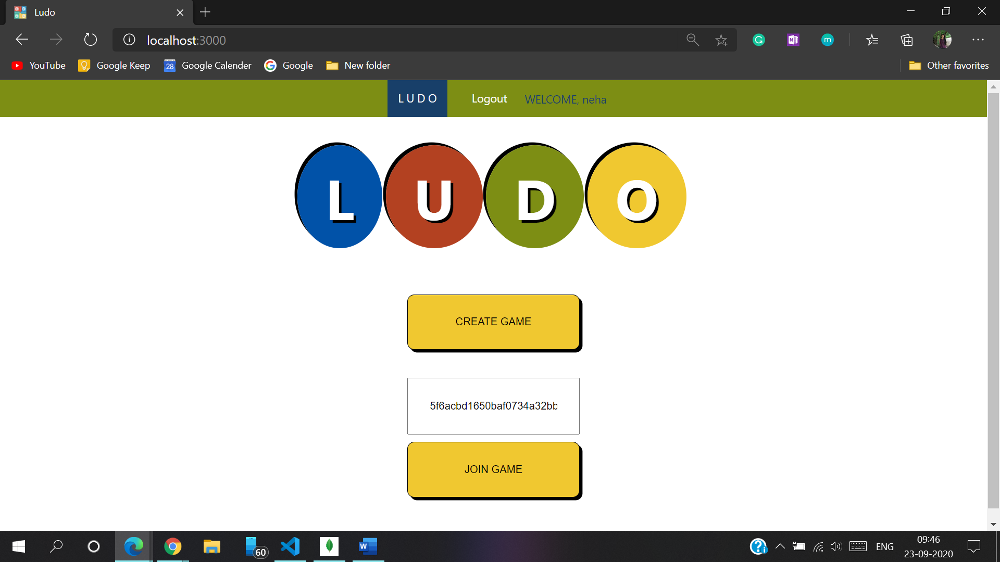 Ludo
localhost:3000
YouTube Google Keep 28 Google Calender Google New folder Other favorites
LUDO Logout WELCOME, neha
L U D O
CREATE GAME
5f6acbd1650baf0734a32bb
JOIN GAME
60 ENG 09:46
23-09-2020